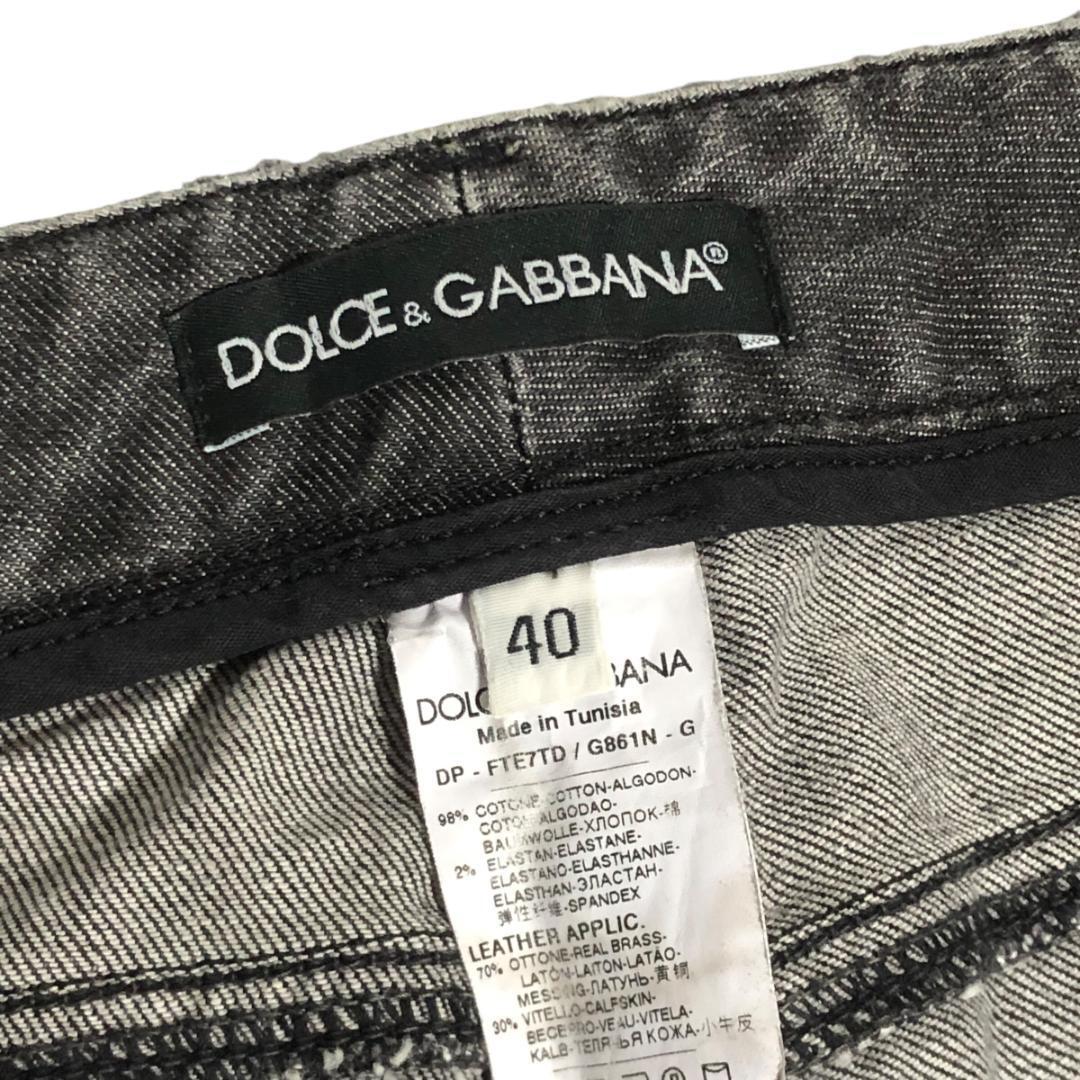 DOLCE & GABBANA®
40
DOLC BANA
Made in Tunisia
DP - FTE7TD / G861N - G
98% COTONE-COTTON-ALGODON-
COTON-ALGODAO-
BAUMWOLLE-ХЛОПОК-棉
2% ELASTAN-ELASTANE-
ELASTANO-ELASTHANNE-
ELASTHAN-ЭЛАСТАН-
弹性纤维-SPANDEX
LEATHER APPLIC.
70% OTTONE-REAL BRASS-
LATON-LAITON-LATÃO-
MESSING-ЛАТУНЬ-黄铜
30% VITELLO-CALFSKIN-
BECERRO-VEAU-VITELA-
KALB-ТЕЛЯЧЬЯ КОЖА-小牛皮